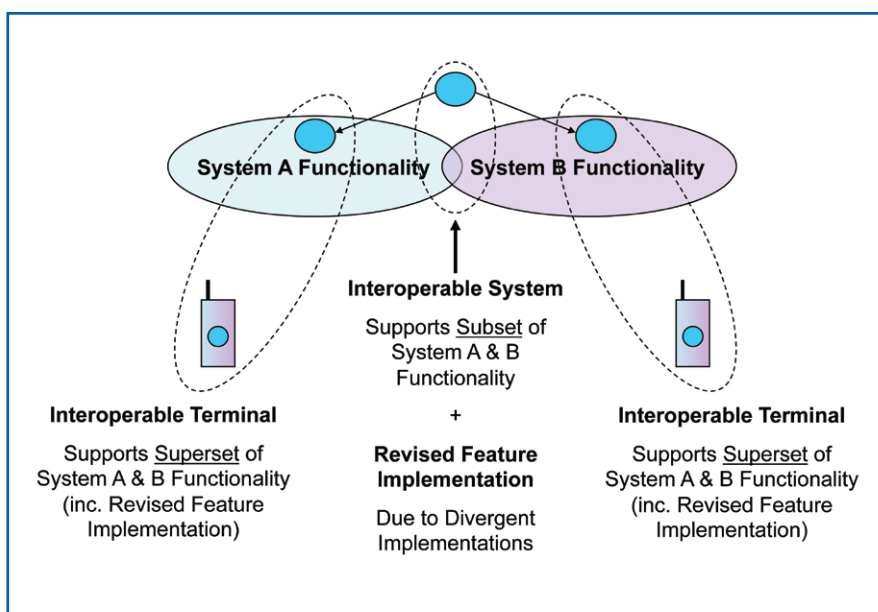 System A Functionality
System B Functionality
Interoperable System
Supports Subset of
System A & B
Functionality
+
Revised Feature
Implementation
Due to Divergent
Implementations
Interoperable Terminal
Supports Superset of
System A & B Functionality
(inc. Revised Feature
Implementation)
Interoperable Terminal
Supports Superset of
System A & B Functionality
(inc. Revised Feature
Implementation)